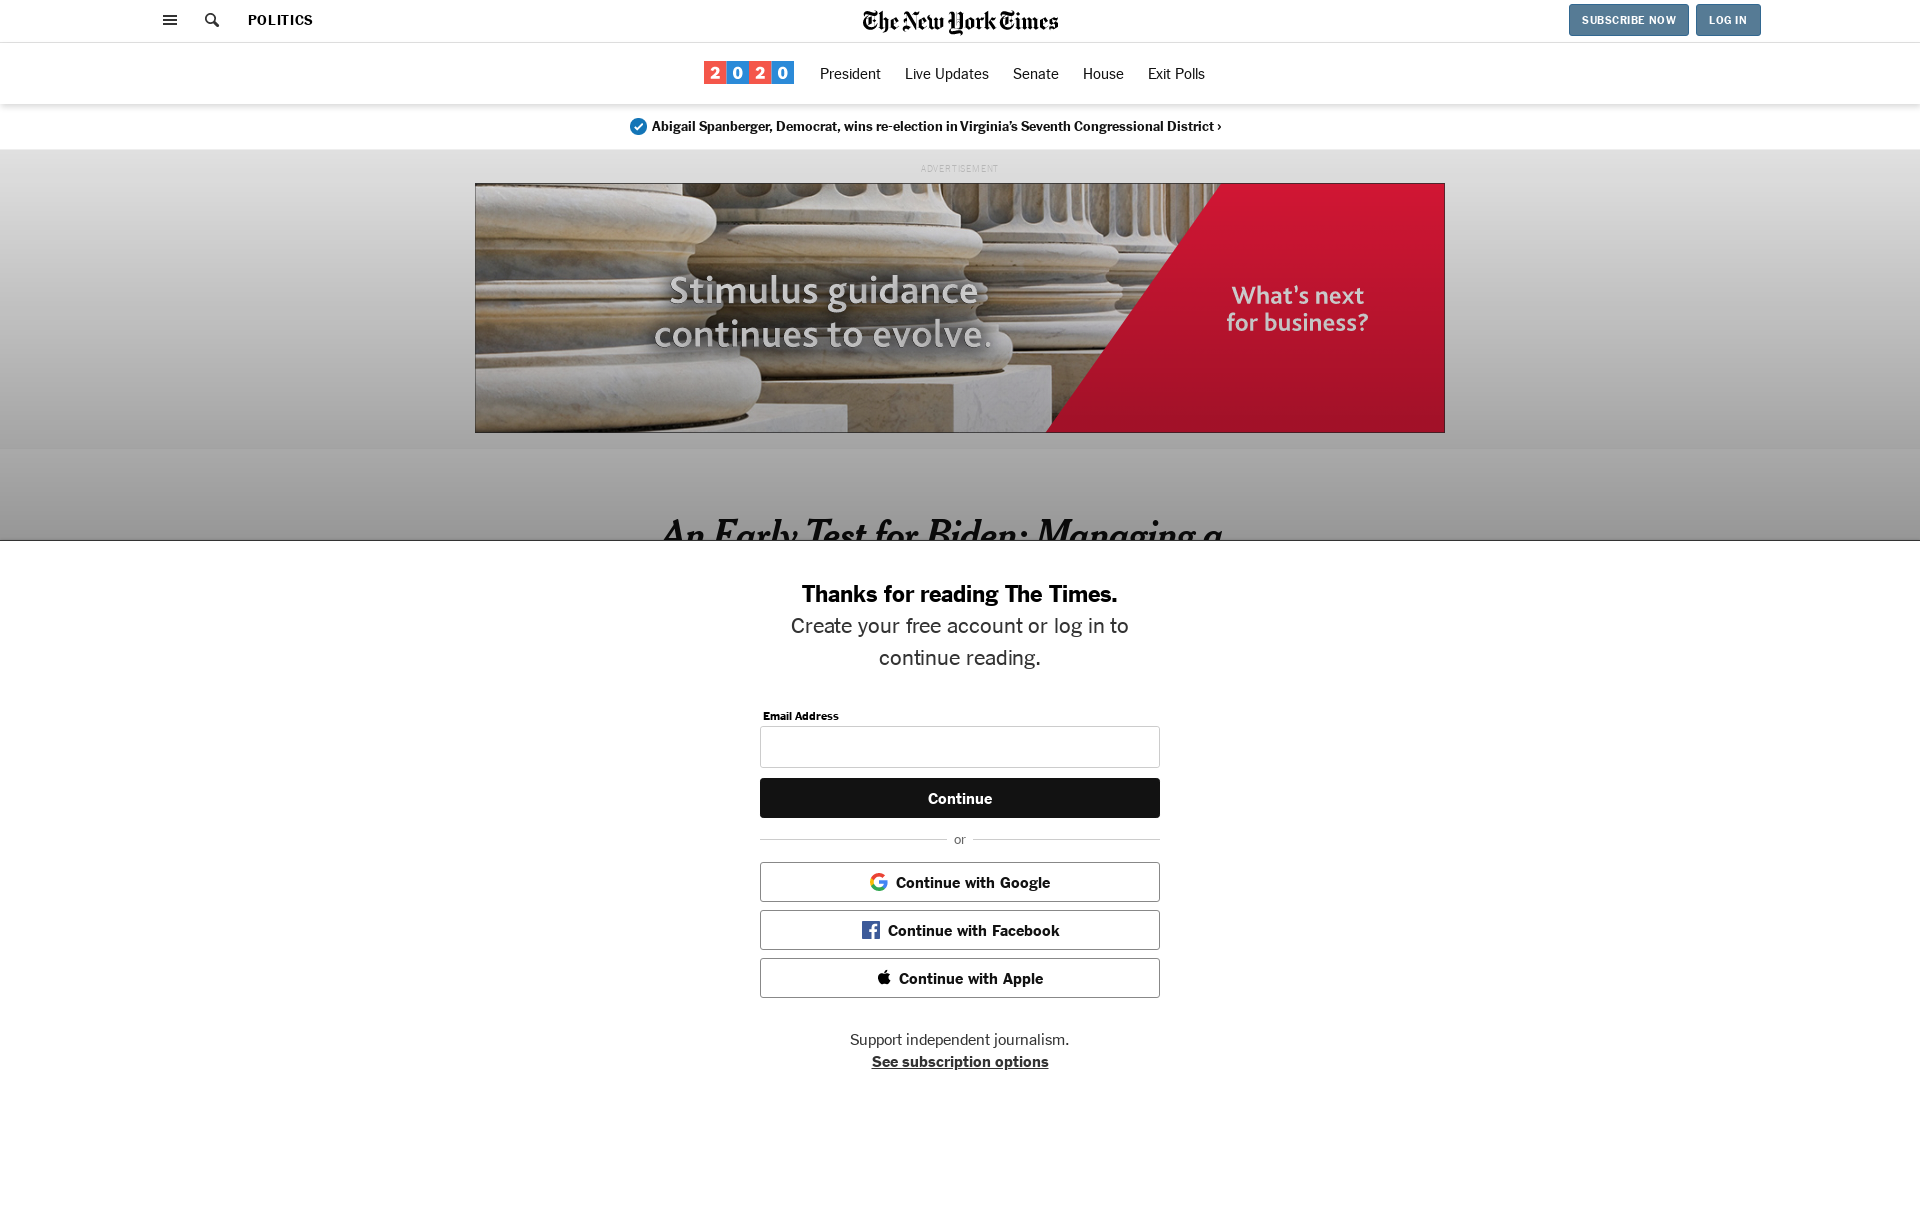 POLITICS
The New York Times
SUBSCRIBE NOW
LOG IN
2020
President
Live Updates
Senate
House
Exit Polls
Abigail Spanberger, Democrat, wins re-election in Virginia’s Seventh Congressional District ›
ADVERTISEMENT
Stimulus guidance
continues to evolve.
What’s next
for business?
An Early Test for Biden: Managing a
Thanks for reading The Times.
Create your free account or log in to
continue reading.
Email Address
Continue
or
Continue with Google
Continue with Facebook
Continue with Apple
Support independent journalism.
See subscription options